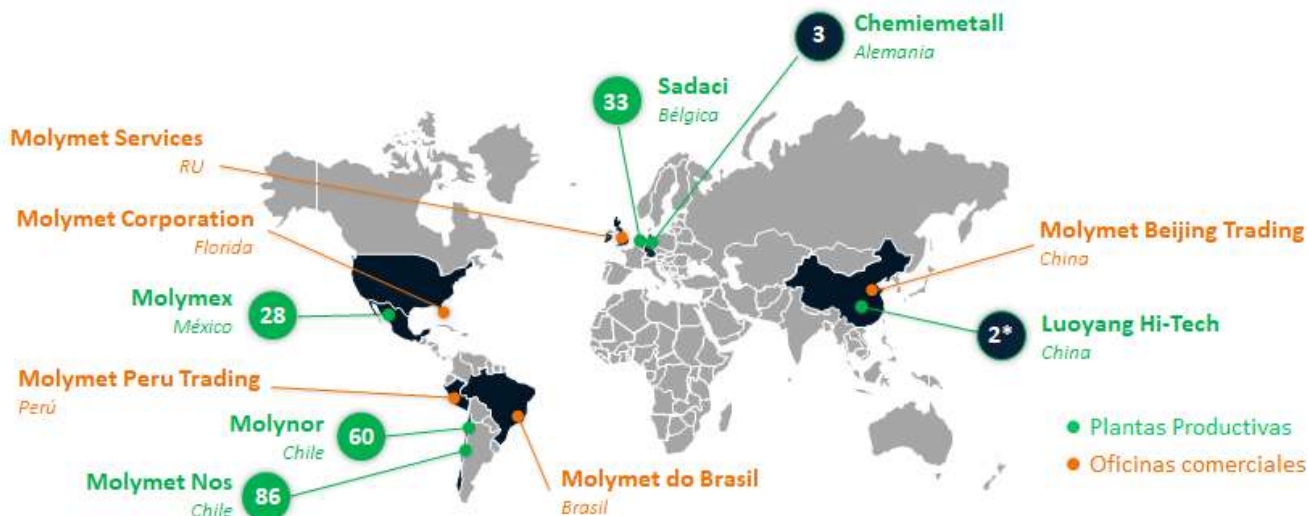 3
Chemiemetall
Alemania
33
Sadaci
Bélgica
Molymet Services
RU
Molymet Corporation
Florida
Molymet Beijing Trading
China
Molymex
México
28
2*
Luoyang Hi-Tech
China
Molymet Peru Trading
Perú
Molynor
Chile
60
Molymet Nos
Chile
86
Molymet do Brasil
Brasil
Plantas Productivas
Oficinas comerciales